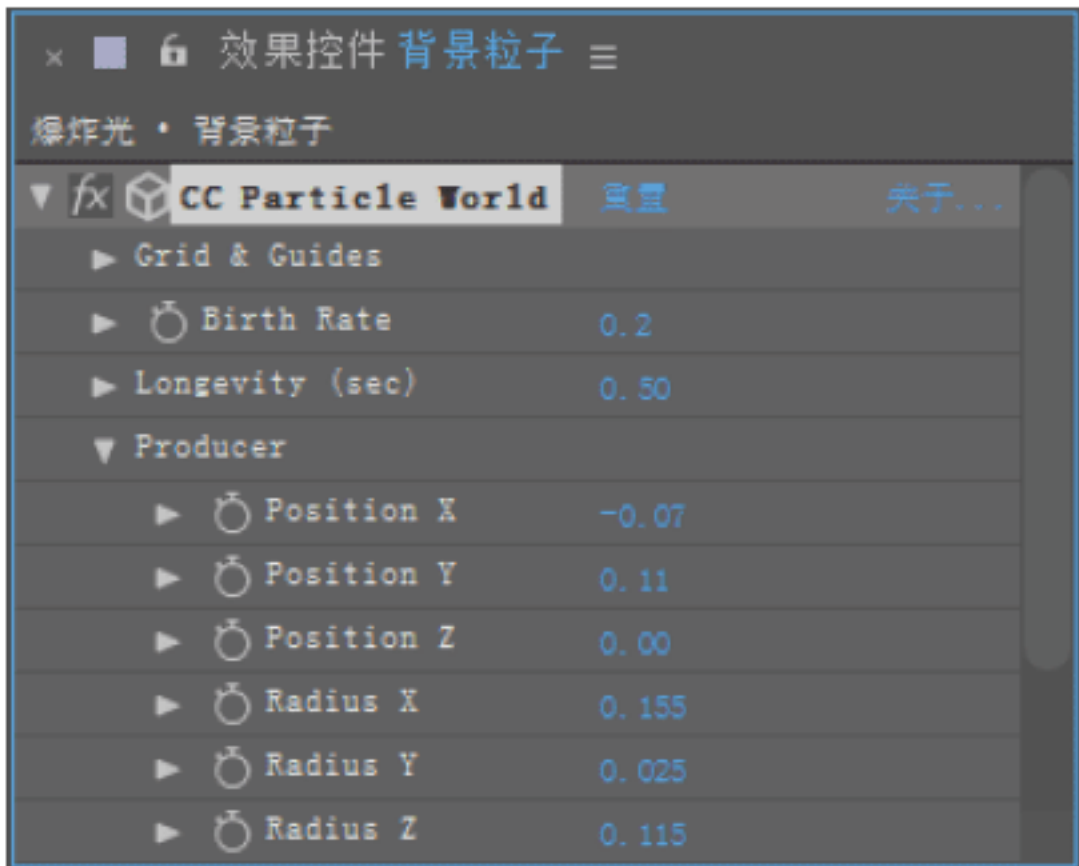 × 效果控件 背景粒子 ≡
爆炸光 • 背景粒子
fx CC Particle World 重置 关于...
Grid & Guides
Birth Rate 0.2
Longevity (sec) 0.50
Producer
Position X -0.07
Position Y 0.11
Position Z 0.00
Radius X 0.155
Radius Y 0.025
Radius Z 0.115